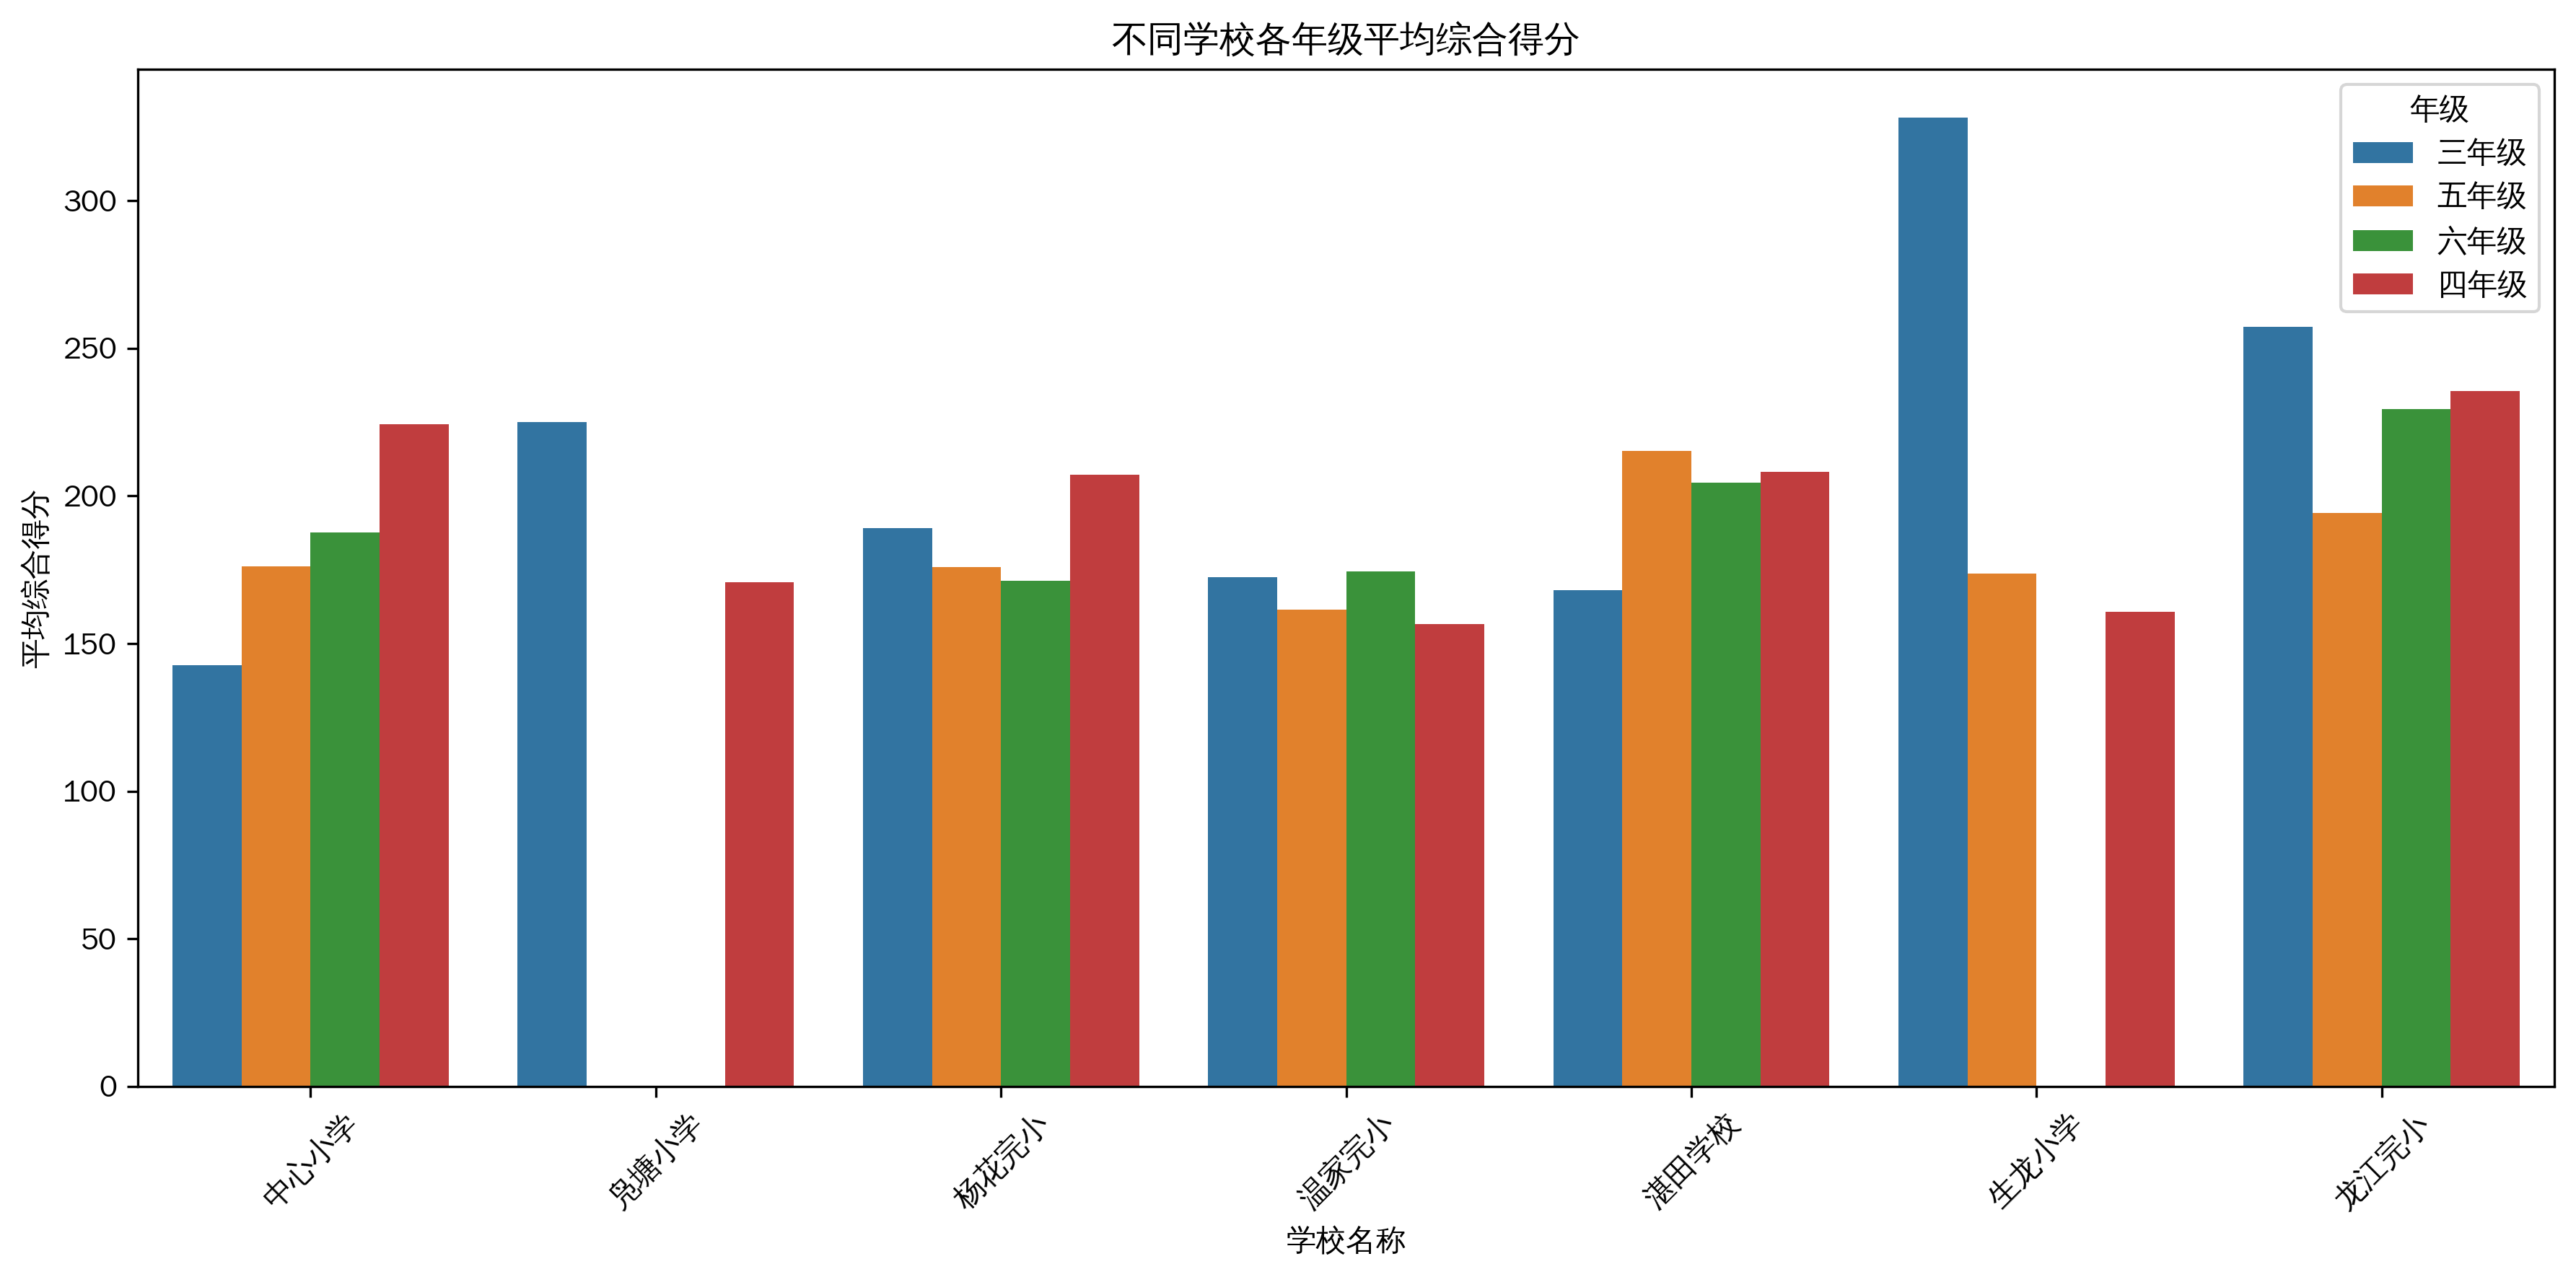 不同学校各年级平均综合得分
年级
三年级
五年级
六年级
四年级
平均综合得分
300
250
200
150
100
50
0
中心小学
凫塘小学
杨花完小
温家完小
湛田学校
生龙小学
龙江完小
学校名称